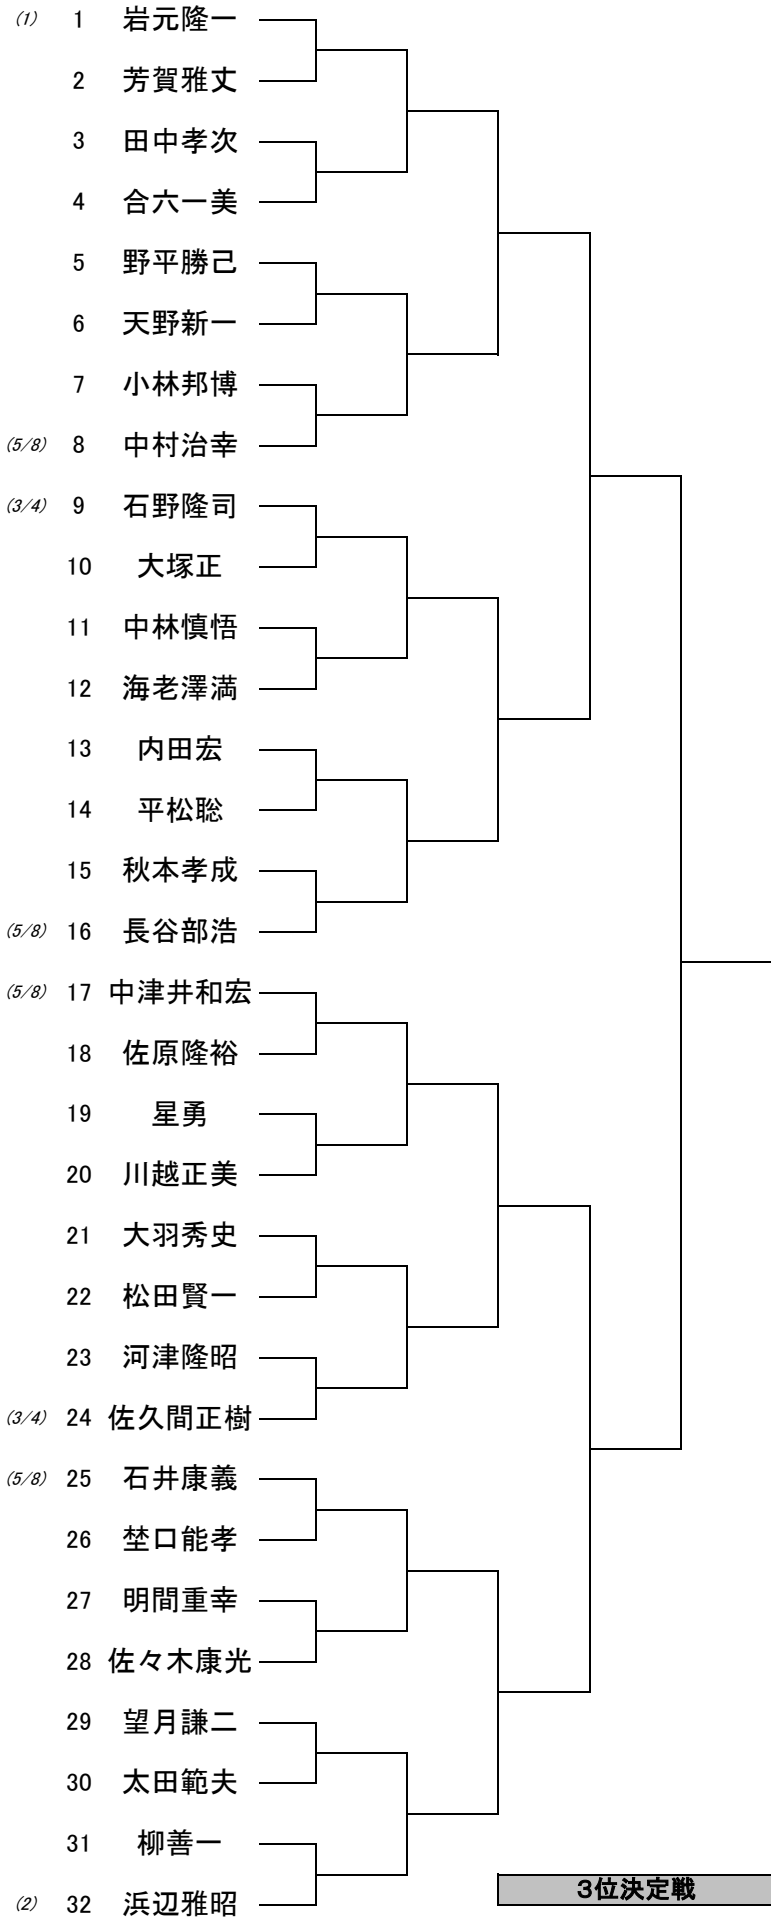 (1) 1 岩元隆一
2 芳賀雅丈
3 田中孝次
4 合六一美
5 野平勝己
6 天野新一
7 小林邦博
(5/8) 8 中村治幸
(3/4) 9 石野隆司
10 大塚正
11 中林慎悟
12 海老澤満
13 内田宏
14 平松聡
15 秋本孝成
(5/8) 16 長谷部浩
(5/8) 17 中津井和宏
18 佐原隆裕
19 星勇
20 川越正美
21 大羽秀史
22 松田賢一
23 河津隆昭
(3/4) 24 佐久間正樹
(5/8) 25 石井康義
26 埜口能孝
27 明間重幸
28 佐々木康光
29 望月謙二
30 太田範夫
31 柳善一
3位決定戦
(2) 32 浜辺雅昭